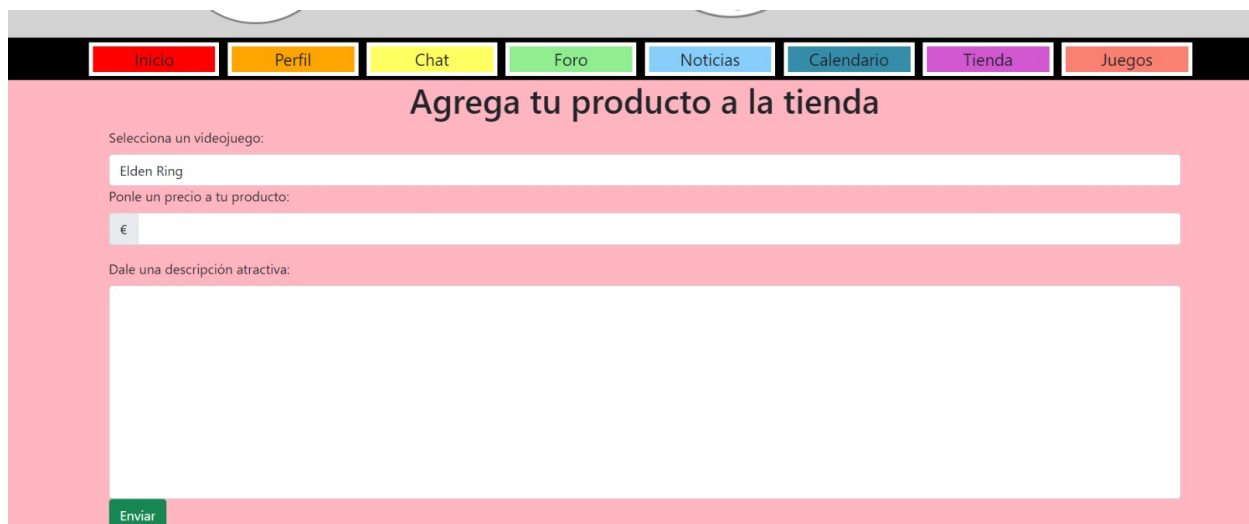 Inicio Perfil Chat Foro Noticias Calendario Tienda Juegos
Agrega tu producto a la tienda
Selecciona un videojuego:
Elden Ring
Ponle un precio a tu producto:
€
Dale una descripción atractiva:
Enviar